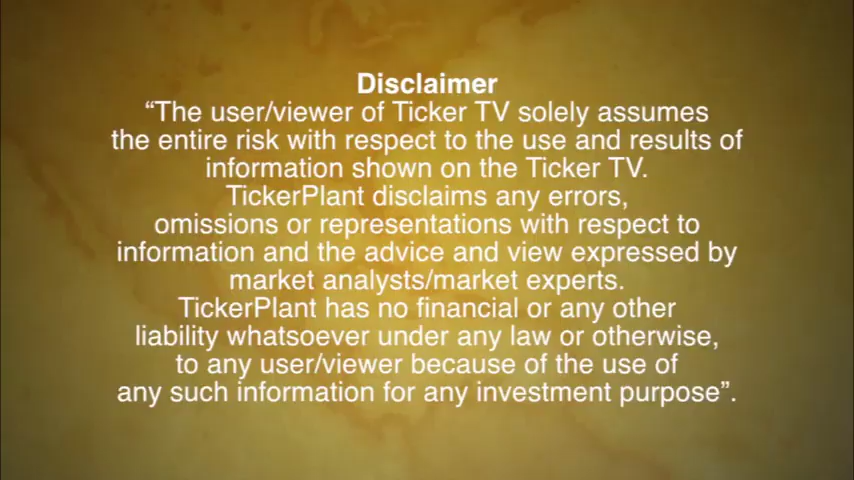 Disclaimer
“The user/viewer of Ticker TV solely assumes
the entire risk with respect to the use and results of
information shown on the Ticker TV.
TickerPlant disclaims any errors,
omissions or representations with respect to
information and the advice and view expressed by
market analysts/market experts.
TickerPlant has no financial or any other
liability whatsoever under any law or otherwise,
to any user/viewer because of the use of
any such information for any investment purpose”.